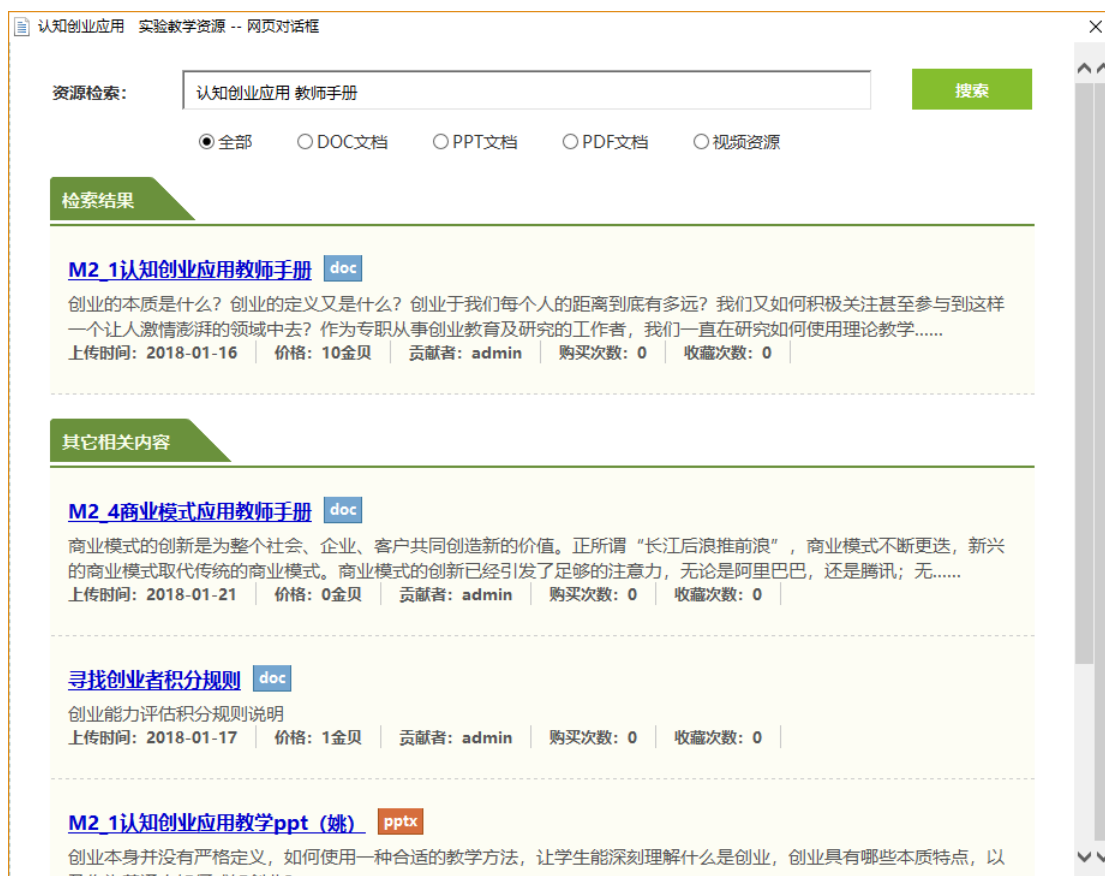 认知创业应用 实验教学资源 -- 网页对话框
资源检索： 认知创业应用 教师手册 搜索
全部 DOC文档 PPT文档 PDF文档 视频资源
检索结果
M2_1认知创业应用教师手册 doc
创业的本质是什么？创业的定义又是什么？创业于我们每个人的距离到底有多远？我们又如何积极关注甚至参与到这样
一个让人激情澎湃的领域中去？作为专职从事创业教育及研究的工作者，我们一直在研究如何使用理论教学......
上传时间：2018-01-16 价格：10金贝 贡献者：admin 购买次数：0 收藏次数：0
其它相关内容
M2_4商业模式应用教师手册 doc
商业模式的创新是为整个社会、企业、客户共同创造新的价值。正所谓“长江后浪推前浪”，商业模式不断更迭，新兴
的商业模式取代传统的商业模式。商业模式的创新已经引发了足够的注意力，无论是阿里巴巴，还是腾讯；无......
上传时间：2018-01-21 价格：0金贝 贡献者：admin 购买次数：0 收藏次数：0
寻找创业者积分规则 doc
创业能力评估积分规则说明
上传时间：2018-01-17 价格：1金贝 贡献者：admin 购买次数：0 收藏次数：0
M2_1认知创业应用教学ppt（姚） pptx
创业本身并没有严格定义，如何使用一种合适的教学方法，让学生能深刻理解什么是创业，创业具有哪些本质特点，以